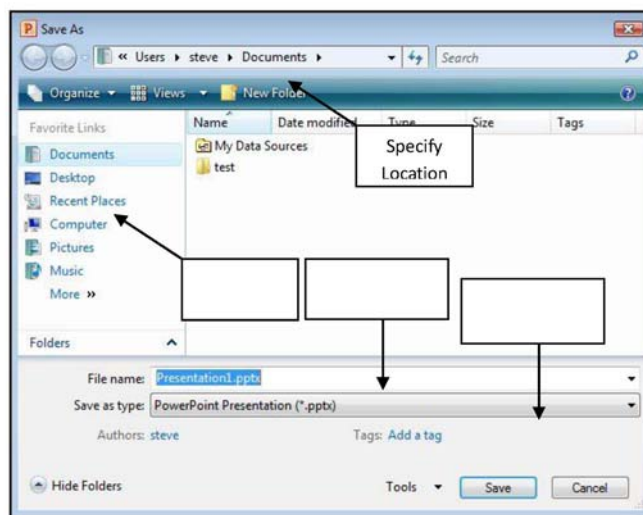 Save As
« Users ▸ steve ▸ Documents ▸
Search
Organize
Views
New Folder
Favorite Links
Documents
Desktop
Recent Places
Computer
Pictures
Music
More »
Folders
Name Date modified Type Size Tags
My Data Sources
test
Specify
Location
File name: Presentation1.pptx
Save as type: PowerPoint Presentation (*.pptx)
Authors: steve Tags: Add a tag
Hide Folders Tools Save Cancel